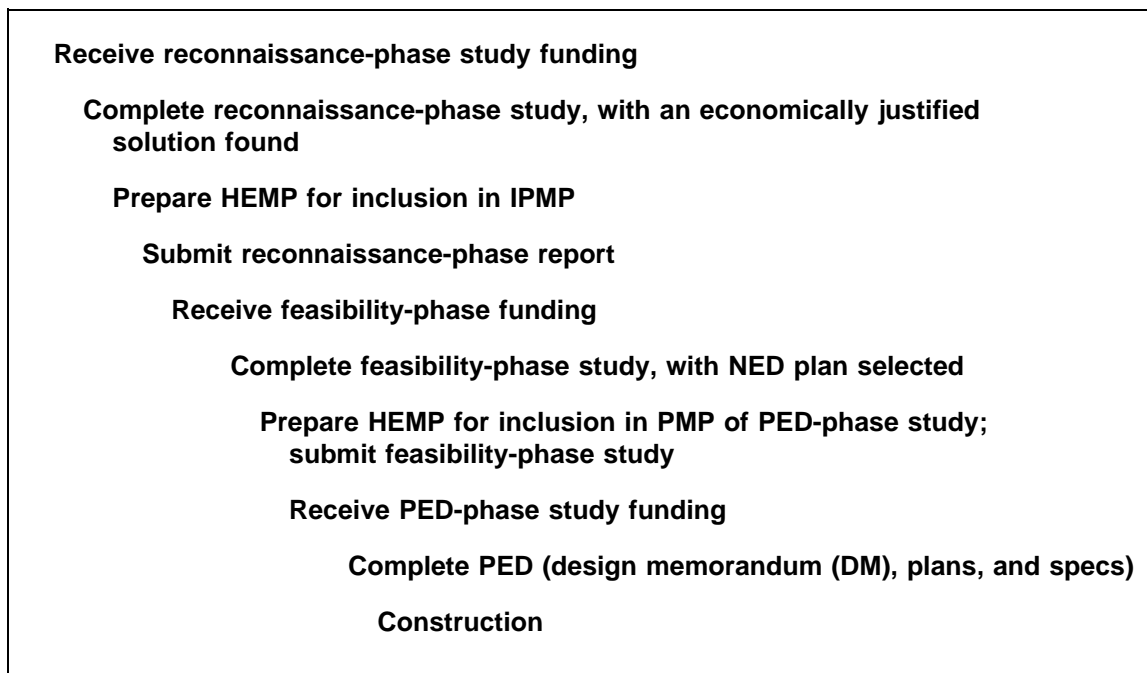 Receive reconnaissance-phase study funding
Complete reconnaissance-phase study, with an economically justified
solution found
Prepare HEMP for inclusion in IPMP
Submit reconnaissance-phase report
Receive feasibility-phase funding
Complete feasibility-phase study, with NED plan selected
Prepare HEMP for inclusion in PMP of PED-phase study;
submit feasibility-phase study
Receive PED-phase study funding
Complete PED (design memorandum (DM), plans, and specs)
Construction